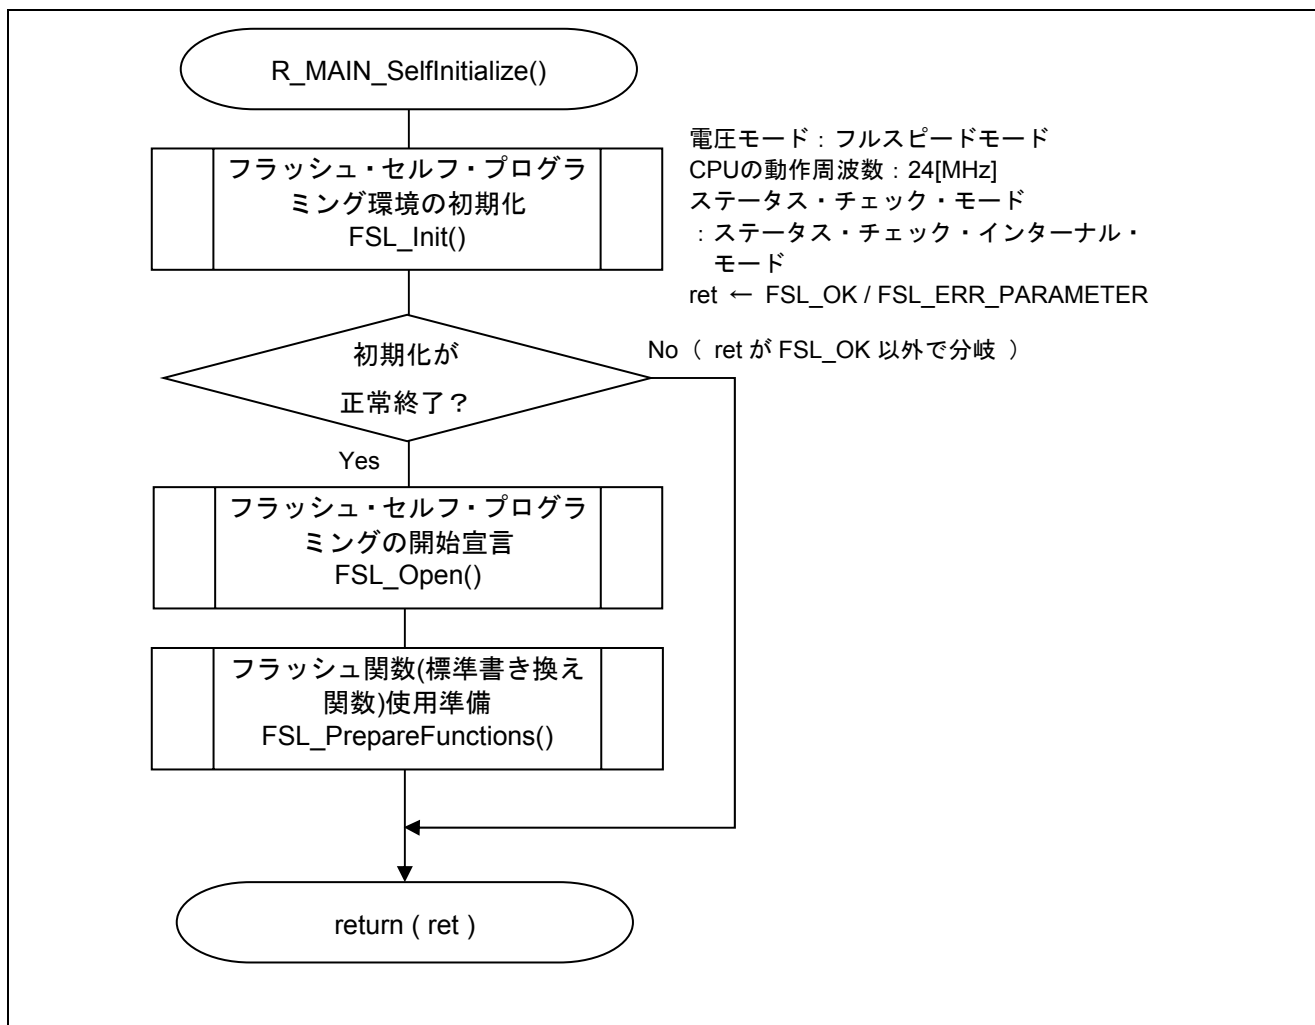 R_MAIN_SelfInitialize()
フラッシュ・セルフ・プログラ
ミング環境の初期化
FSL_Init()
電圧モード：フルスピードモード
CPUの動作周波数：24[MHz]
ステータス・チェック・モード
：ステータス・チェック・インターナル・
モード
ret ← FSL_OK / FSL_ERR_PARAMETER
初期化が
正常終了？
No（ ret が FSL_OK 以外で分岐 ）
Yes
フラッシュ・セルフ・プログラ
ミングの開始宣言
FSL_Open()
フラッシュ関数(標準書き換え
関数)使用準備
FSL_PrepareFunctions()
return ( ret )